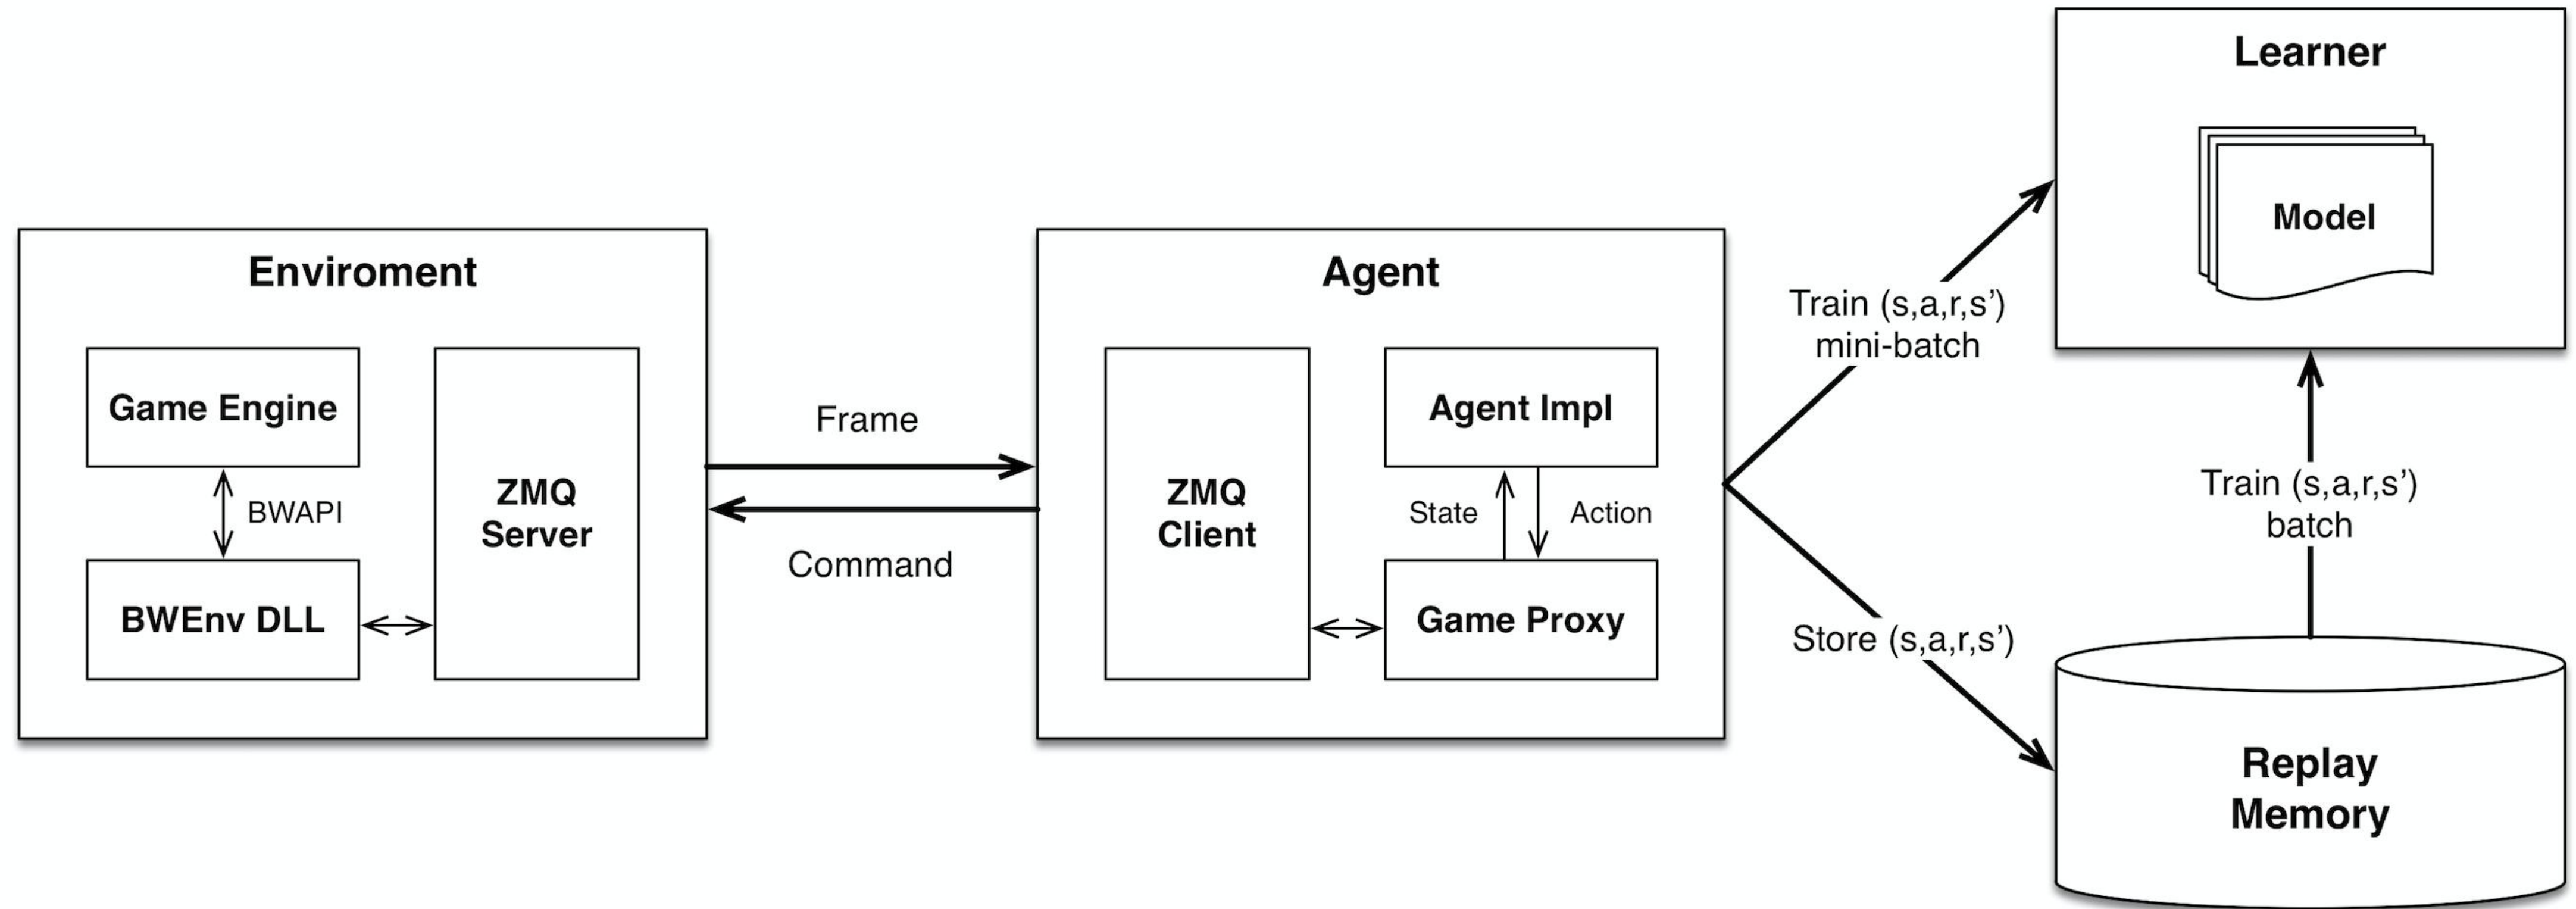 Enviroment
Game Engine
BWAPI
BWEnv DLL
ZMQ
Server
Frame
Command
Agent
ZMQ
Client
Agent Impl
State
Action
Game Proxy
Train (s,a,r,s’)
mini-batch
Store (s,a,r,s’)
Learner
Model
Train (s,a,r,s’)
batch
Replay
Memory